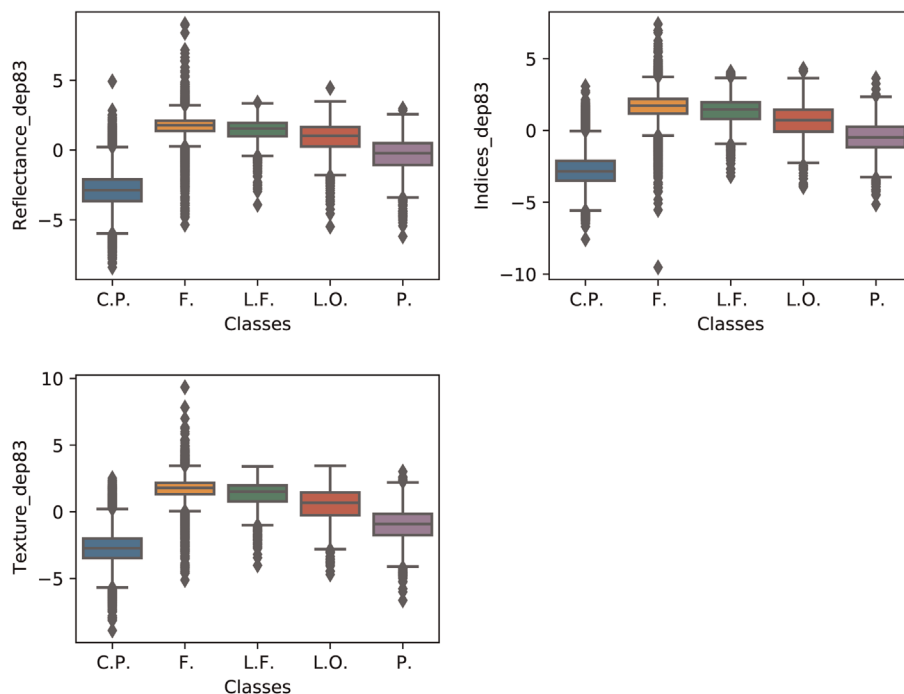 Reflectance_dep83
5
0
−5
C.P. F. L.F. L.O. P.
Classes
Indices_dep83
5
0
−5
−10
C.P. F. L.F. L.O. P.
Classes
Texture_dep83
10
5
0
−5
C.P. F. L.F. L.O. P.
Classes